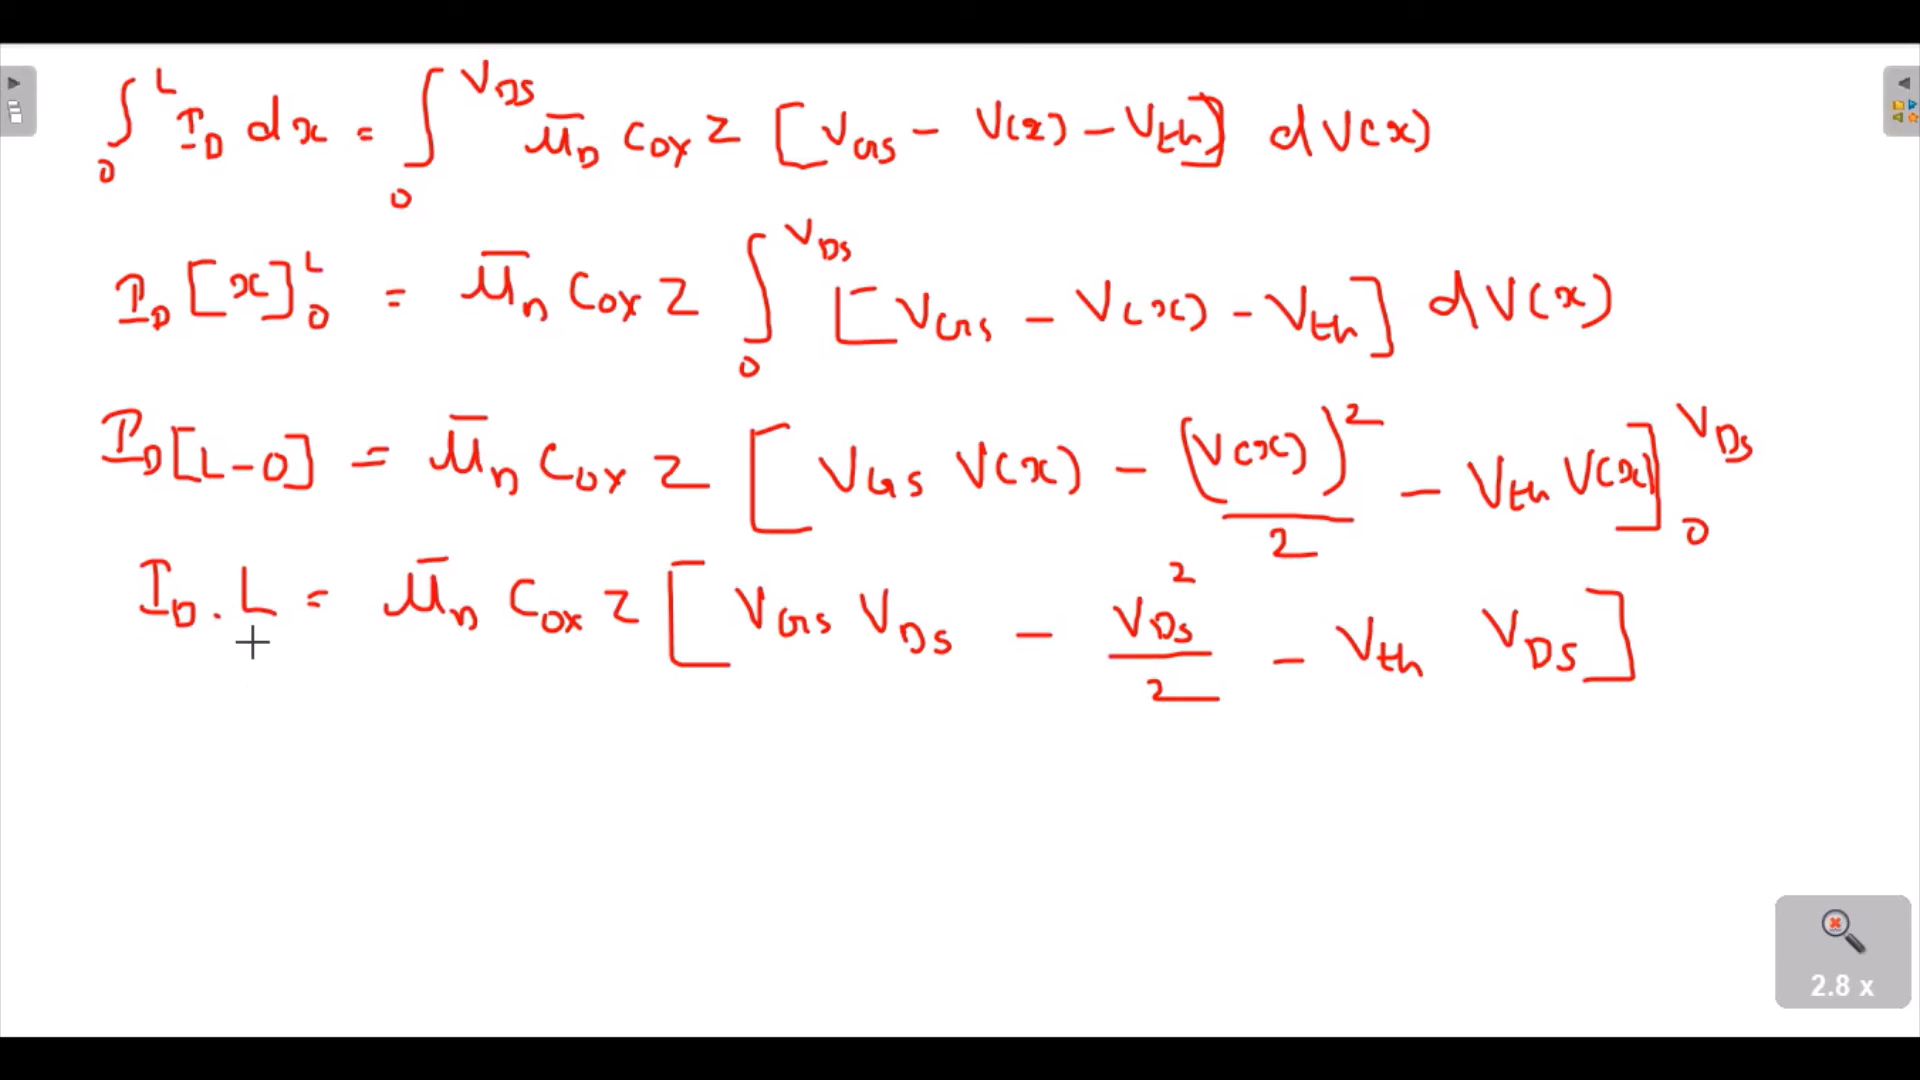 ∫₀ᴸ I_D dx = ∫₀^{V_DS} μ̄_n C_ox Z [V_GS − V(x) − V_th] dV(x)
I_D [x]₀ᴸ = μ̄_n C_ox Z ∫₀^{V_DS} [V_GS − V(x) − V_th] dV(x)
I_D [L−0] = μ̄_n C_ox Z [V_GS V(x) − (V(x))²/2 − V_th V(x)]₀^{V_DS}
I_D . L = μ̄_n C_ox Z [V_GS V_DS − V_DS²/2 − V_th V_DS]
2.8 x